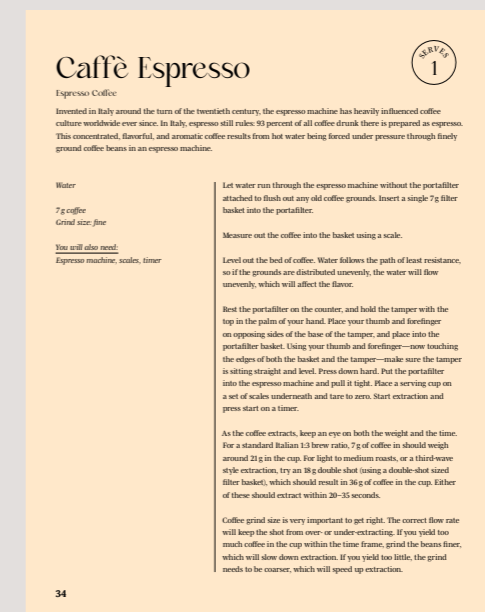 Caffè Espresso
SERVES
1
Espresso Coffee
Invented in Italy around the turn of the twentieth century, the espresso machine has heavily influenced coffee
culture worldwide ever since. In Italy, espresso still rules: 93 percent of all coffee drunk there is prepared as espresso.
This concentrated, flavorful, and aromatic coffee results from hot water being forced under pressure through finely
ground coffee beans in an espresso machine.
Water
7 g coffee
Grind size: fine
You will also need:
Espresso machine, scales, timer
Let water run through the espresso machine without the portafilter
attached to flush out any old coffee grounds. Insert a single 7 g filter
basket into the portafilter.
Measure out the coffee into the basket using a scale.
Level out the bed of coffee. Water follows the path of least resistance,
so if the grounds are distributed unevenly, the water will flow
unevenly, which will affect the flavor.
Rest the portafilter on the counter, and hold the tamper with the
top in the palm of your hand. Place your thumb and forefinger
on opposing sides of the base of the tamper, and place into the
portafilter basket. Using your thumb and forefinger—now touching
the edges of both the basket and the tamper—make sure the tamper
is sitting straight and level. Press down hard. Put the portafilter
into the espresso machine and pull it tight. Place a serving cup on
a set of scales underneath and tare to zero. Start extraction and
press start on a timer.
As the coffee extracts, keep an eye on both the weight and the time.
For a standard Italian 1:3 brew ratio, 7 g of coffee in should weigh
around 21 g in the cup. For light to medium roasts, or a third-wave
style extraction, try an 18 g double shot (using a double-shot sized
filter basket), which should result in 36 g of coffee in the cup. Either
of these should extract within 20–35 seconds.
Coffee grind size is very important to get right. The correct flow rate
will keep the shot from over- or under-extracting. If you yield too
much coffee in the cup within the time frame, grind the beans finer,
which will slow down extraction. If you yield too little, the grind
needs to be coarser, which will speed up extraction.
34